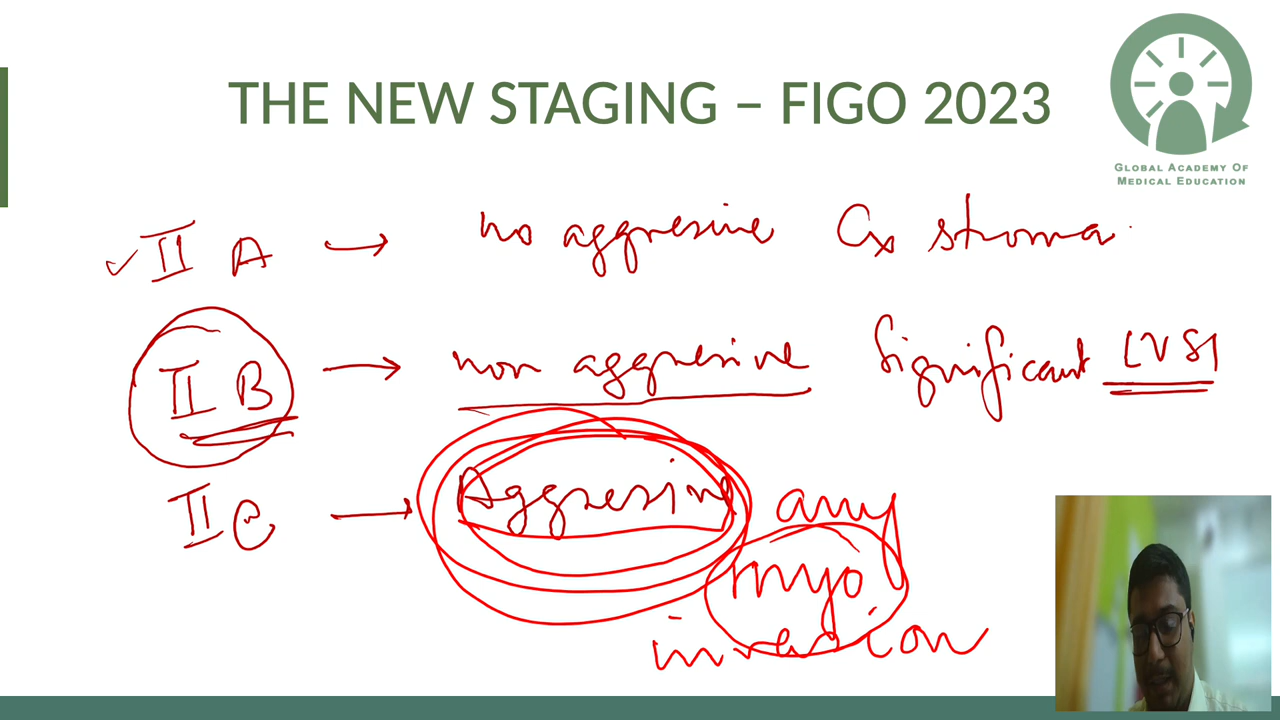 THE NEW STAGING – FIGO 2023
GLOBAL ACADEMY OF
MEDICAL EDUCATION
II A → no aggresive Cx stroma
II B → non aggresive Significant LVSI
II C → Aggresive any
myo
invasion